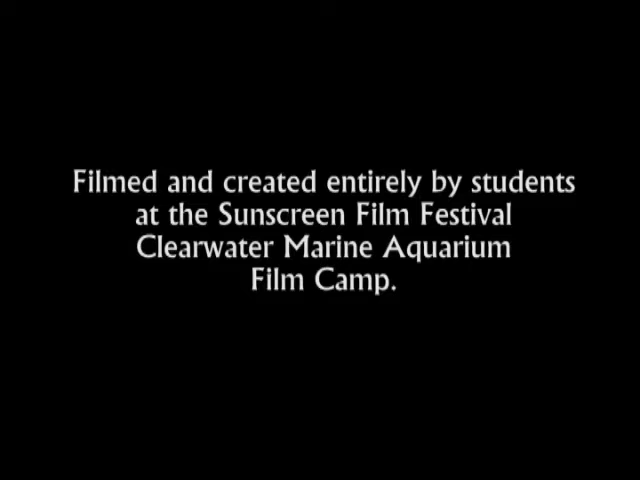 Filmed and created entirely by students
at the Sunscreen Film Festival
Clearwater Marine Aquarium
Film Camp.